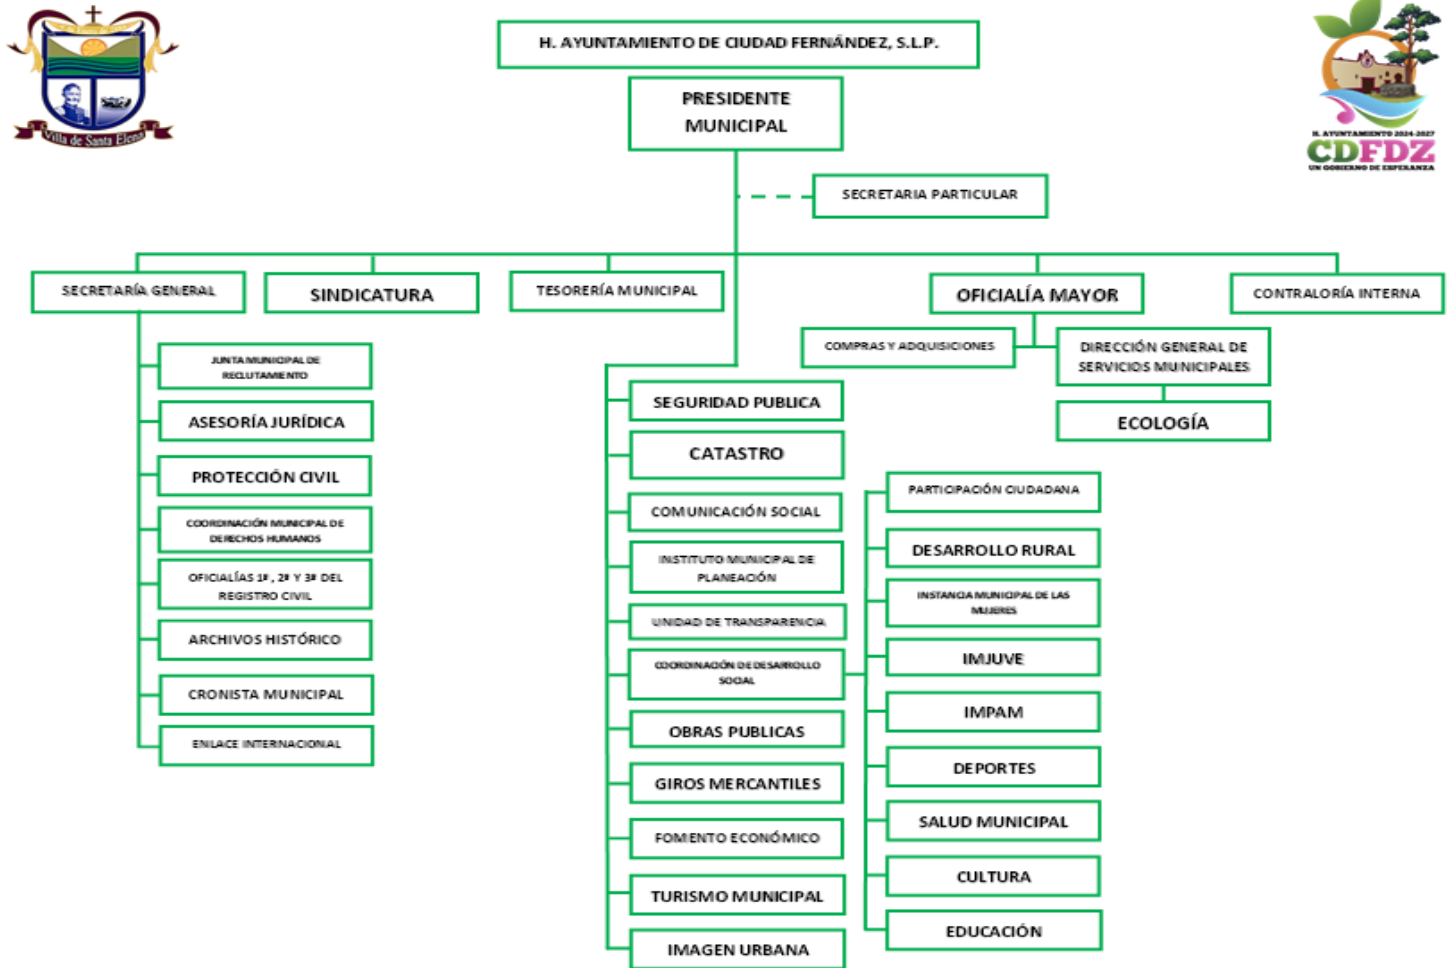 Villa de Santa Elena
H. AYUNTAMIENTO DE CIUDAD FERNÁNDEZ, S.L.P.
H. AYUNTAMIENTO 2024-2027
CDFDZ
UN GOBIERNO DE ESPERANZA
PRESIDENTE
MUNICIPAL
SECRETARIA PARTICULAR
SECRETARÍA GENERAL
SINDICATURA
TESORERÍA MUNICIPAL
OFICIALÍA MAYOR
CONTRALORÍA INTERNA
JUNTA MUNICIPAL DE
RECLUTAMIENTO
ASESORÍA JURÍDICA
PROTECCIÓN CIVIL
COORDINACIÓN MUNICIPAL DE
DERECHOS HUMANOS
OFICIALÍAS 1ª, 2ª Y 3ª DEL
REGISTRO CIVIL
ARCHIVOS HISTÓRICO
CRONISTA MUNICIPAL
ENLACE INTERNACIONAL
SEGURIDAD PUBLICA
CATASTRO
COMUNICACIÓN SOCIAL
INSTITUTO MUNICIPAL DE
PLANEACIÓN
UNIDAD DE TRANSPARENCIA
COORDINACIÓN DE DESARROLLO
SOCIAL
OBRAS PUBLICAS
GIROS MERCANTILES
FOMENTO ECONÓMICO
TURISMO MUNICIPAL
IMAGEN URBANA
COMPRAS Y ADQUISICIONES
DIRECCIÓN GENERAL DE
SERVICIOS MUNICIPALES
ECOLOGÍA
PARTICIPACIÓN CIUDADANA
DESARROLLO RURAL
INSTANCIA MUNICIPAL DE LAS
MUJERES
IMJUVE
IMPAM
DEPORTES
SALUD MUNICIPAL
CULTURA
EDUCACIÓN